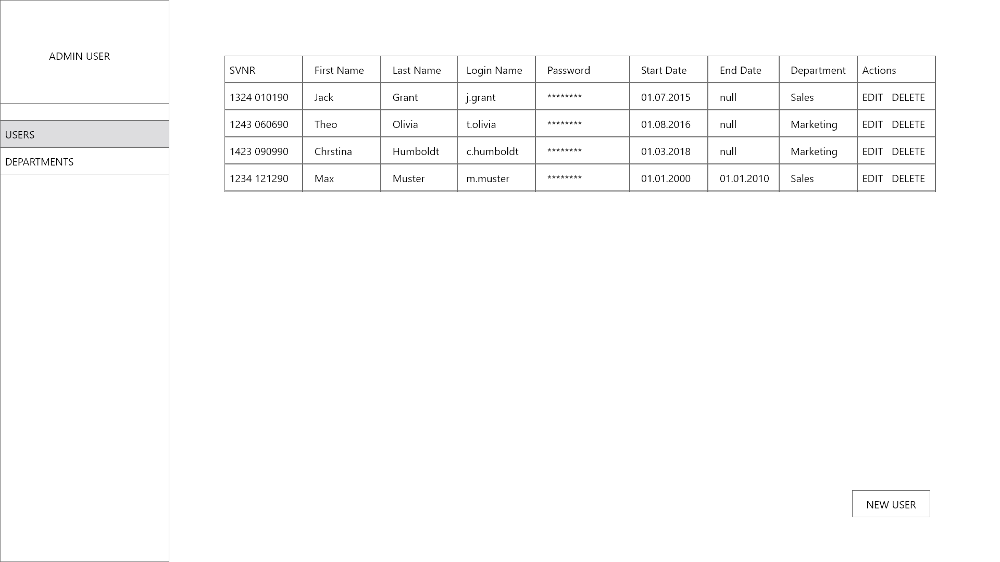 ADMIN USER
USERS
DEPARTMENTS
SVNR First Name Last Name Login Name Password Start Date End Date Department Actions
1324 010190 Jack Grant j.grant ******** 01.07.2015 null Sales EDIT DELETE
1243 060690 Theo Olivia t.olivia ******** 01.08.2016 null Marketing EDIT DELETE
1423 090990 Chrstina Humboldt c.humboldt ******** 01.03.2018 null Marketing EDIT DELETE
1234 121290 Max Muster m.muster ******** 01.01.2000 01.01.2010 Sales EDIT DELETE
NEW USER